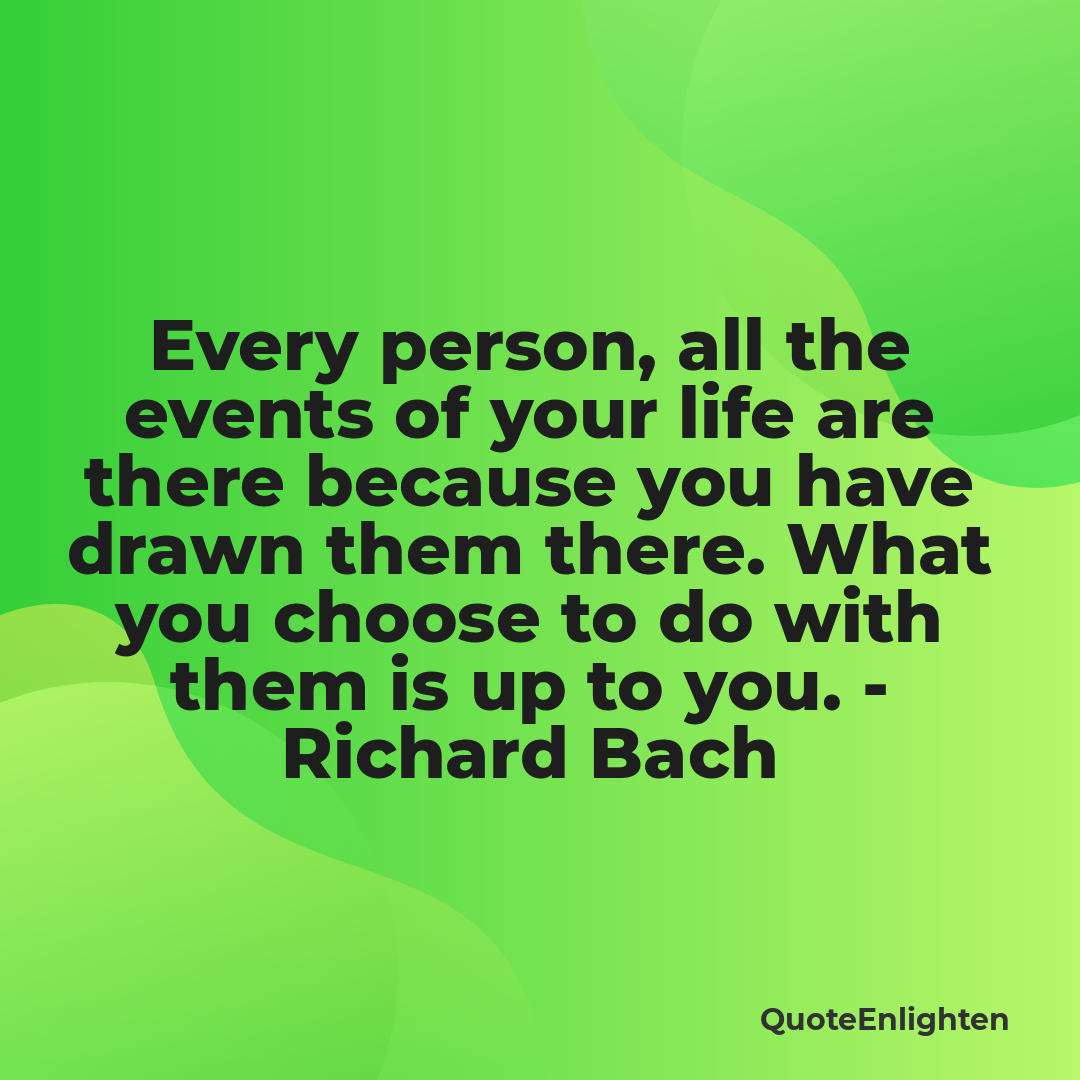 Every person, all the
events of your life are
there because you have
drawn them there. What
you choose to do with
them is up to you. -
Richard Bach
QuoteEnlighten